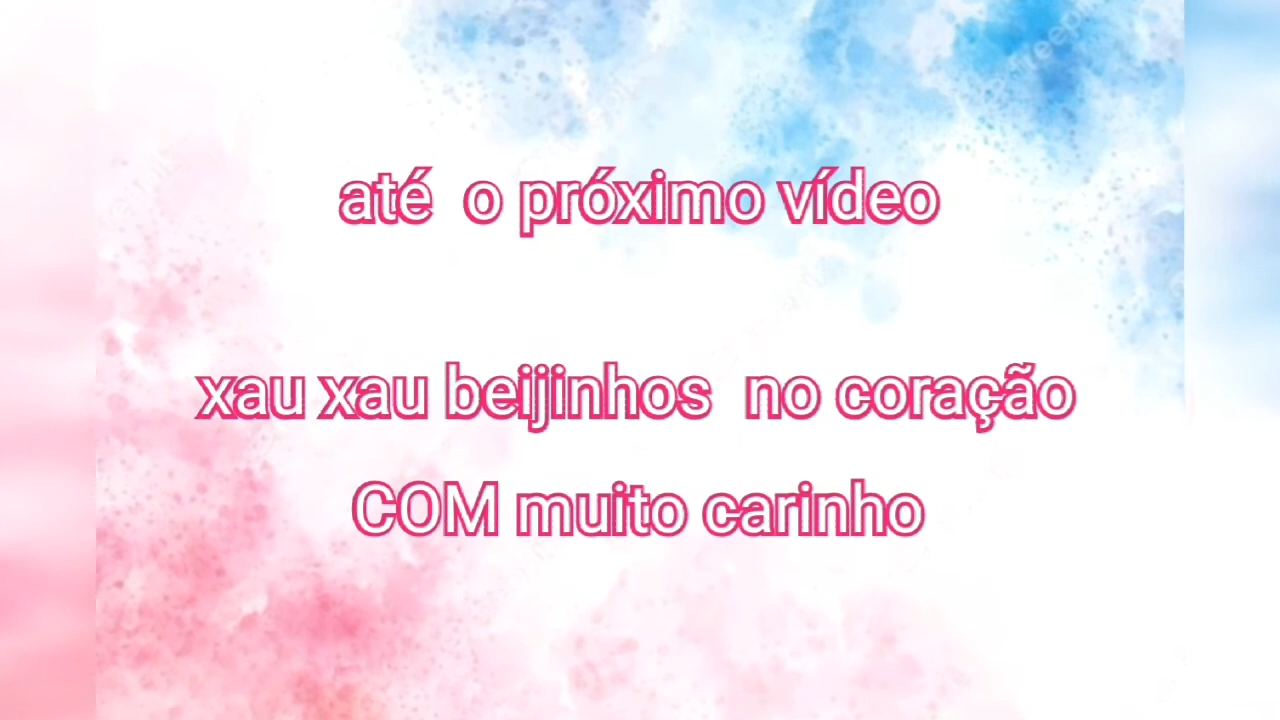 até o próximo vídeo
xau xau beijinhos no coração
COM muito carinho